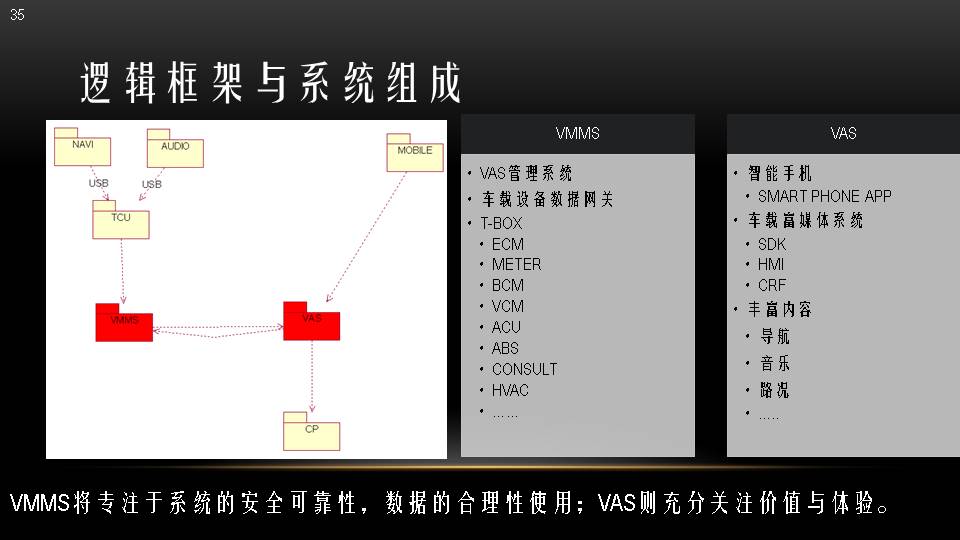 35
逻辑框架与系统组成
NAVI
AUDIO
MOBILE
USB
USB
TCU
VMMS
VAS
CP
VMMS
• VAS管理系统
• 车载设备数据网关
• T-BOX
• ECM
• METER
• BCM
• VCM
• ACU
• ABS
• CONSULT
• HVAC
• ……
VAS
• 智能手机
• SMART PHONE APP
• 车载富媒体系统
• SDK
• HMI
• CRF
• 丰富内容
• 导航
• 音乐
• 路况
• …..
VMMS将专注于系统的安全可靠性，数据的合理性使用；VAS则充分关注价值与体验。